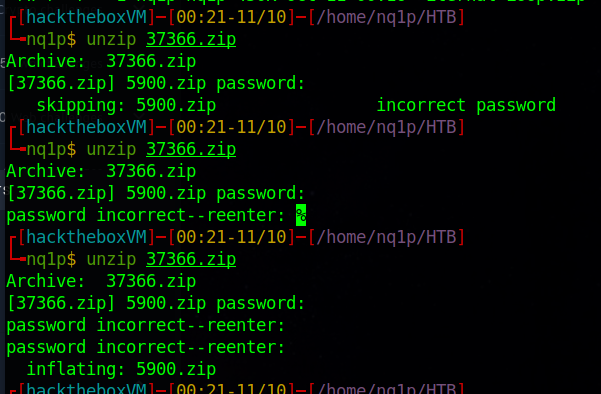 ┌[hacktheboxVM]─[00:21-11/10]─[/home/nq1p/HTB]
└╼nq1p$ unzip 37366.zip
Archive:  37366.zip
[37366.zip] 5900.zip password:
   skipping: 5900.zip                incorrect password
┌[hacktheboxVM]─[00:21-11/10]─[/home/nq1p/HTB]
└╼nq1p$ unzip 37366.zip
Archive:  37366.zip
[37366.zip] 5900.zip password:
password incorrect--reenter: %
┌[hacktheboxVM]─[00:21-11/10]─[/home/nq1p/HTB]
└╼nq1p$ unzip 37366.zip
Archive:  37366.zip
[37366.zip] 5900.zip password:
password incorrect--reenter:
password incorrect--reenter:
  inflating: 5900.zip
┌[hacktheboxVM]─[00:21-11/10]─[/home/nq1p/HTB]